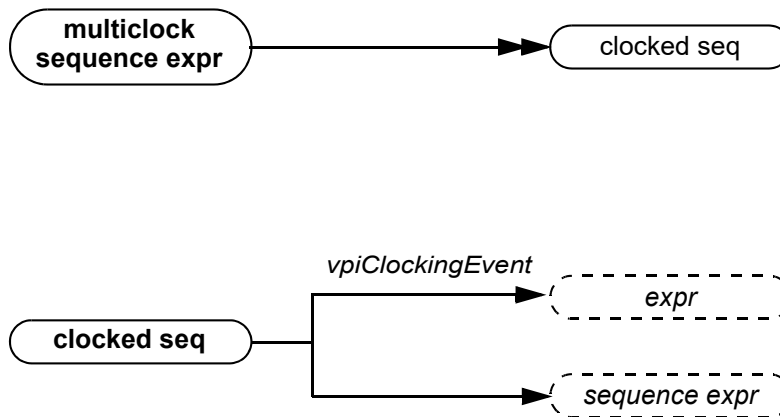 multiclock
sequence expr
clocked seq
vpiClockingEvent
expr
clocked seq
sequence expr